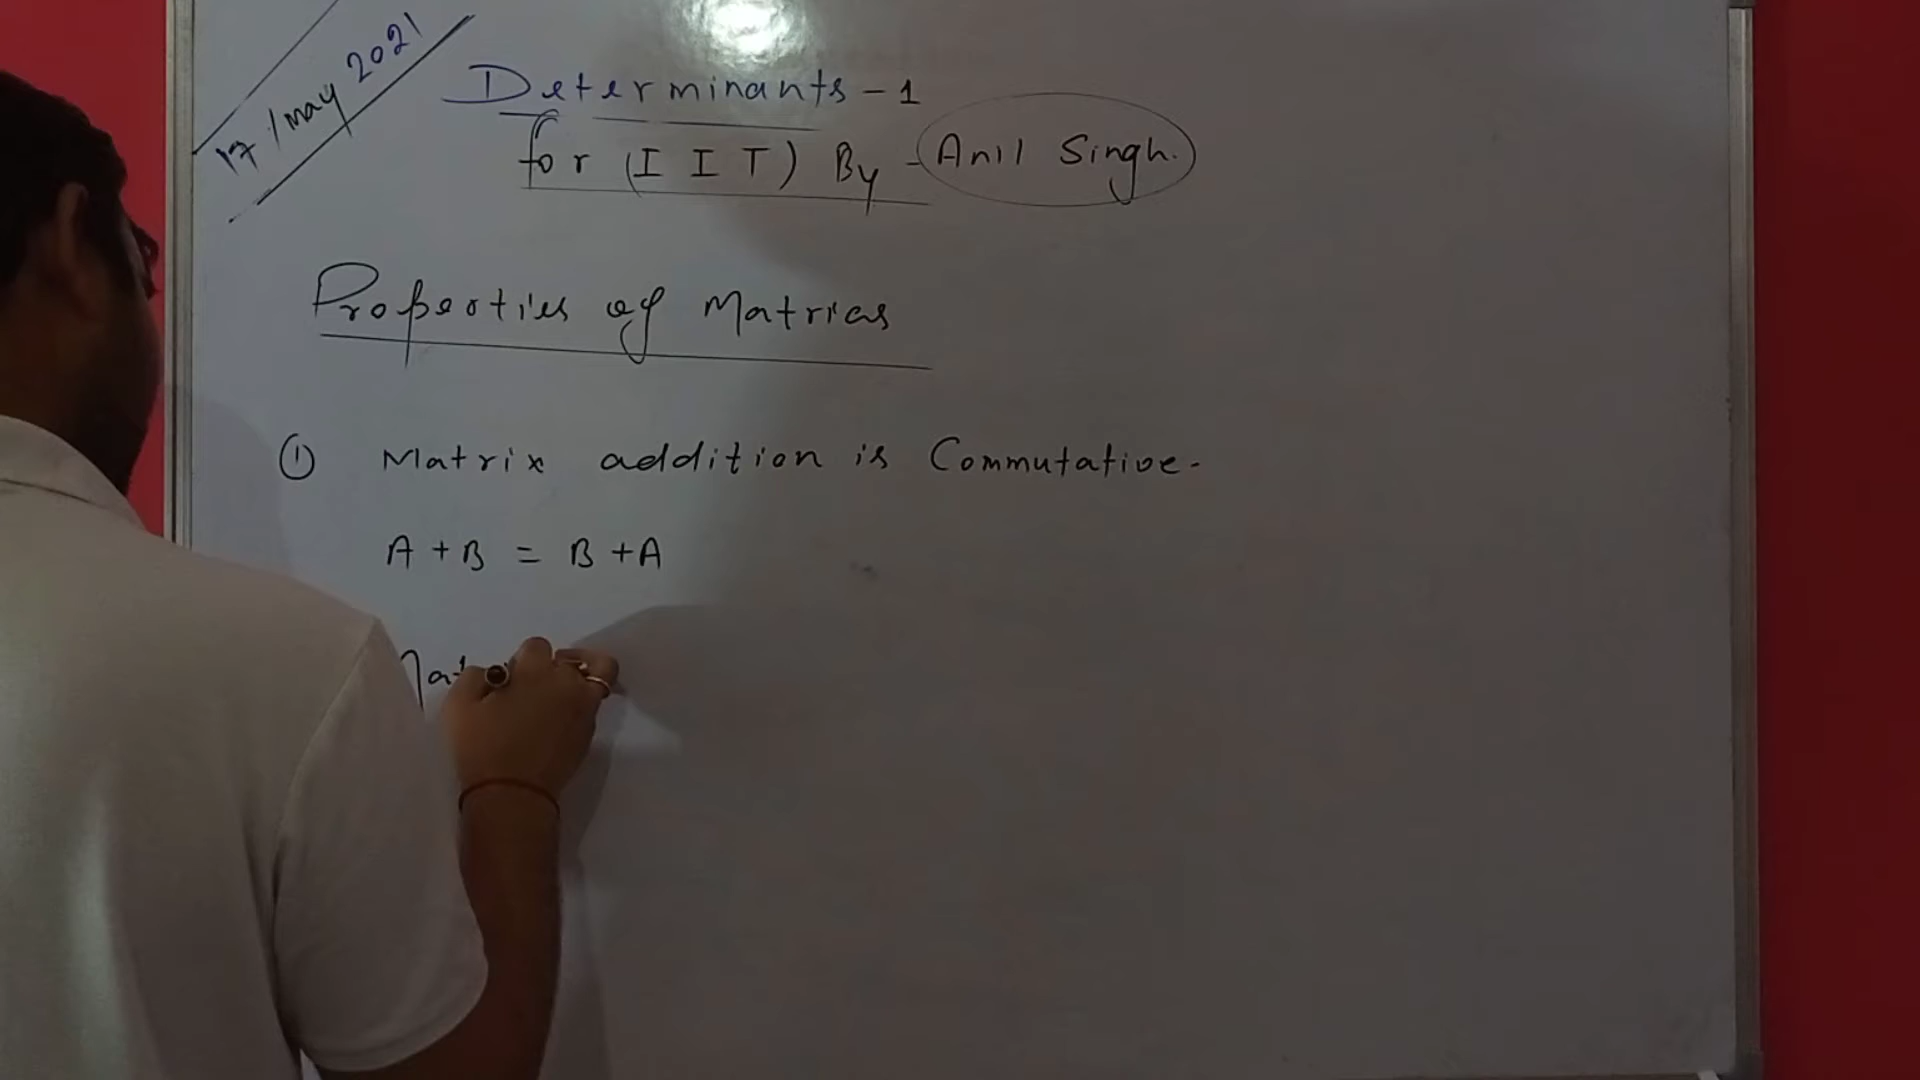 17/May 2021
Determinants-1
for (IIT) By - Anil Singh.
Properties of Matrices
① Matrix addition is Commutative.
A + B = B + A